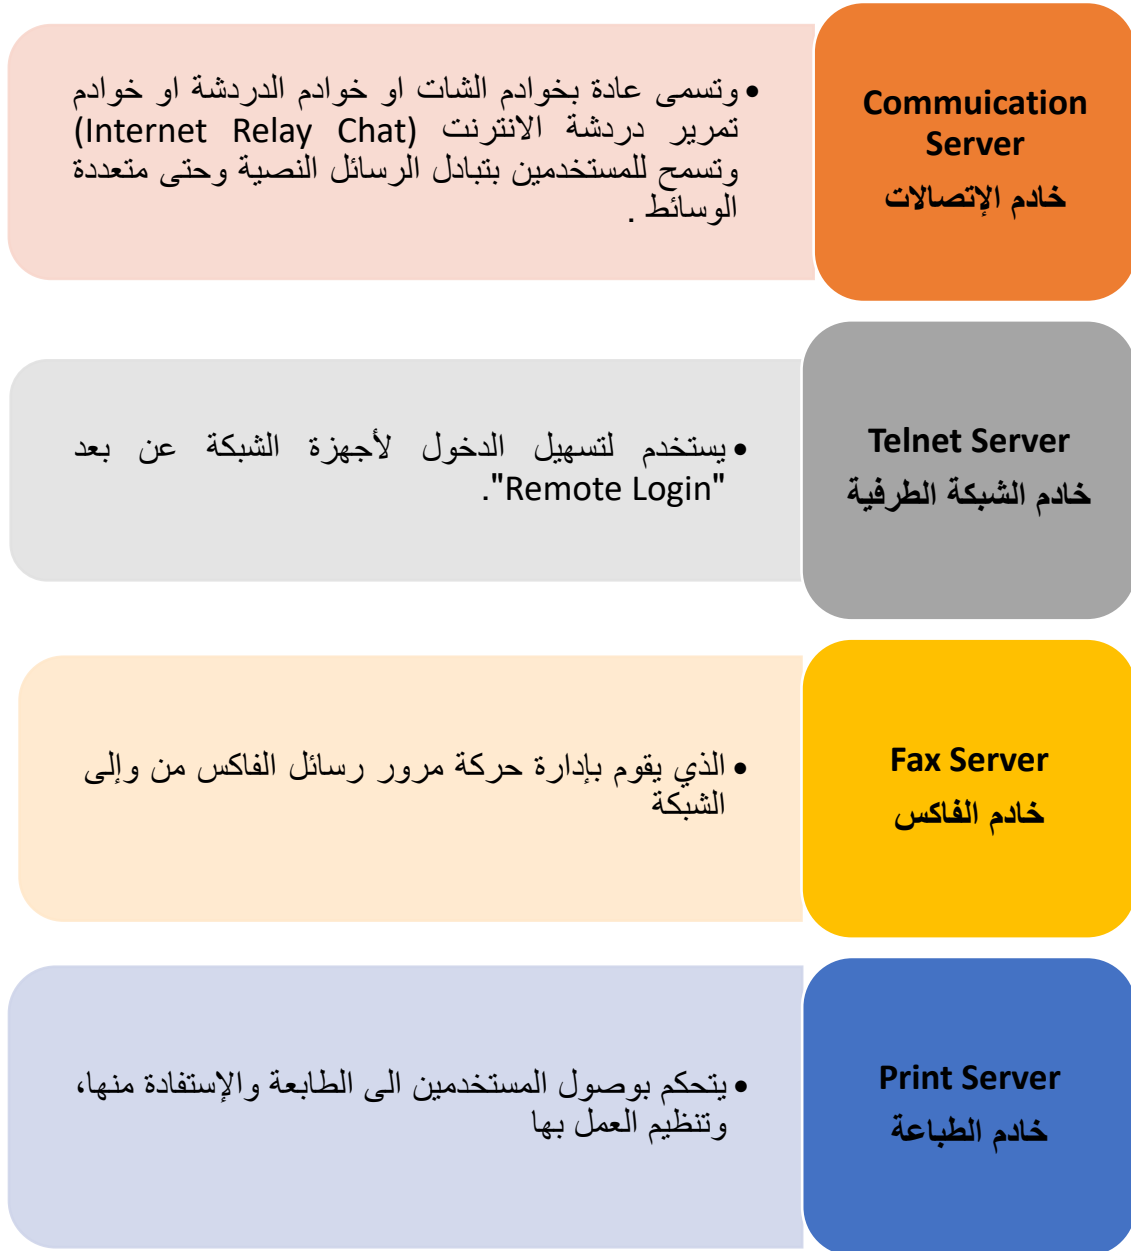 Commuication
Server
خادم الإتصالات
•وتسمى عادة بخوادم الشات او خوادم الدردشة او خوادم
تمرير دردشة الانترنت (Internet Relay Chat)
وتسمح للمستخدمين بتبادل الرسائل النصية وحتى متعددة
الوسائط .
Telnet Server
خادم الشبكة الطرفية
•يستخدم لتسهيل الدخول لأجهزة الشبكة عن بعد
"Remote Login".
Fax Server
خادم الفاكس
•الذي يقوم بإدارة حركة مرور رسائل الفاكس من وإلى
الشبكة
Print Server
خادم الطباعة
•يتحكم بوصول المستخدمين الى الطابعة والإستفادة منها،
وتنظيم العمل بها